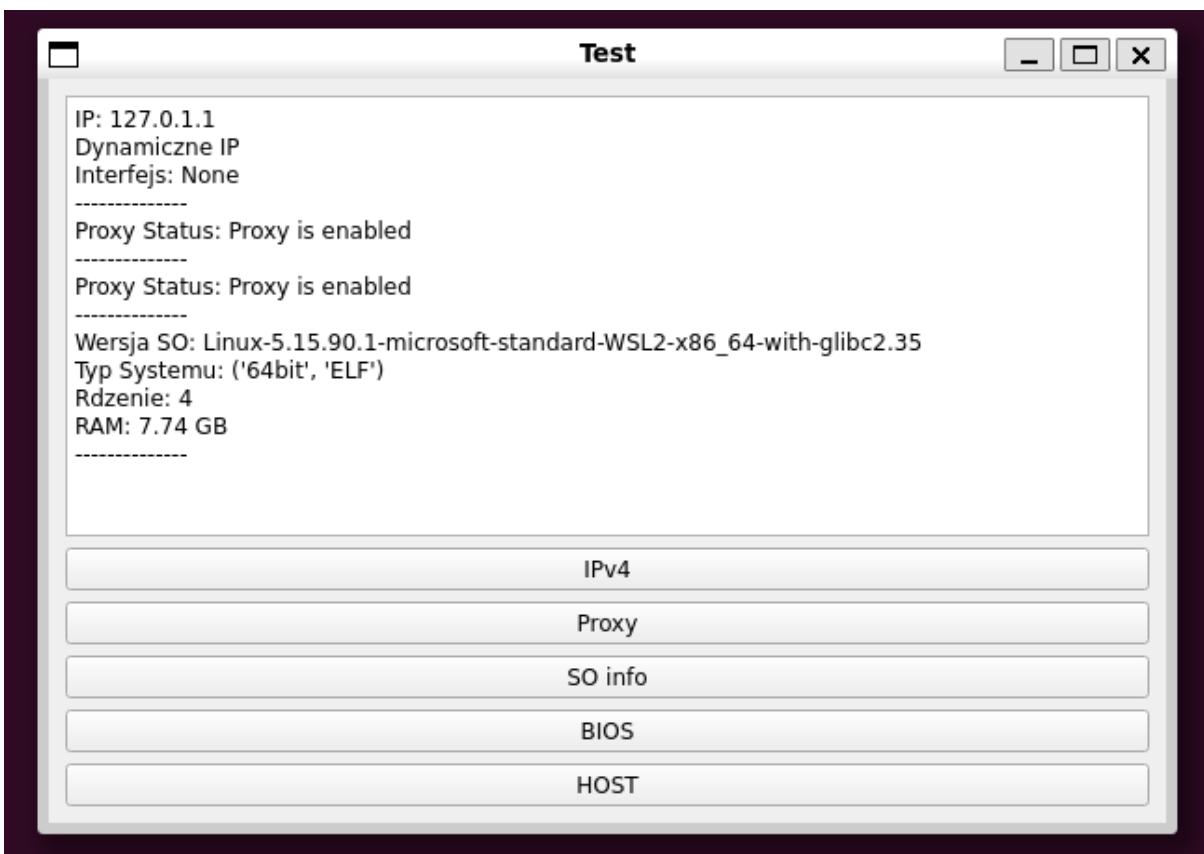 Test
IP: 127.0.1.1
Dynamiczne IP
Interfejs: None
--------------
Proxy Status: Proxy is enabled
--------------
Proxy Status: Proxy is enabled
--------------
Wersja SO: Linux-5.15.90.1-microsoft-standard-WSL2-x86_64-with-glibc2.35
Typ Systemu: ('64bit', 'ELF')
Rdzenie: 4
RAM: 7.74 GB
--------------
IPv4
Proxy
SO info
BIOS
HOST